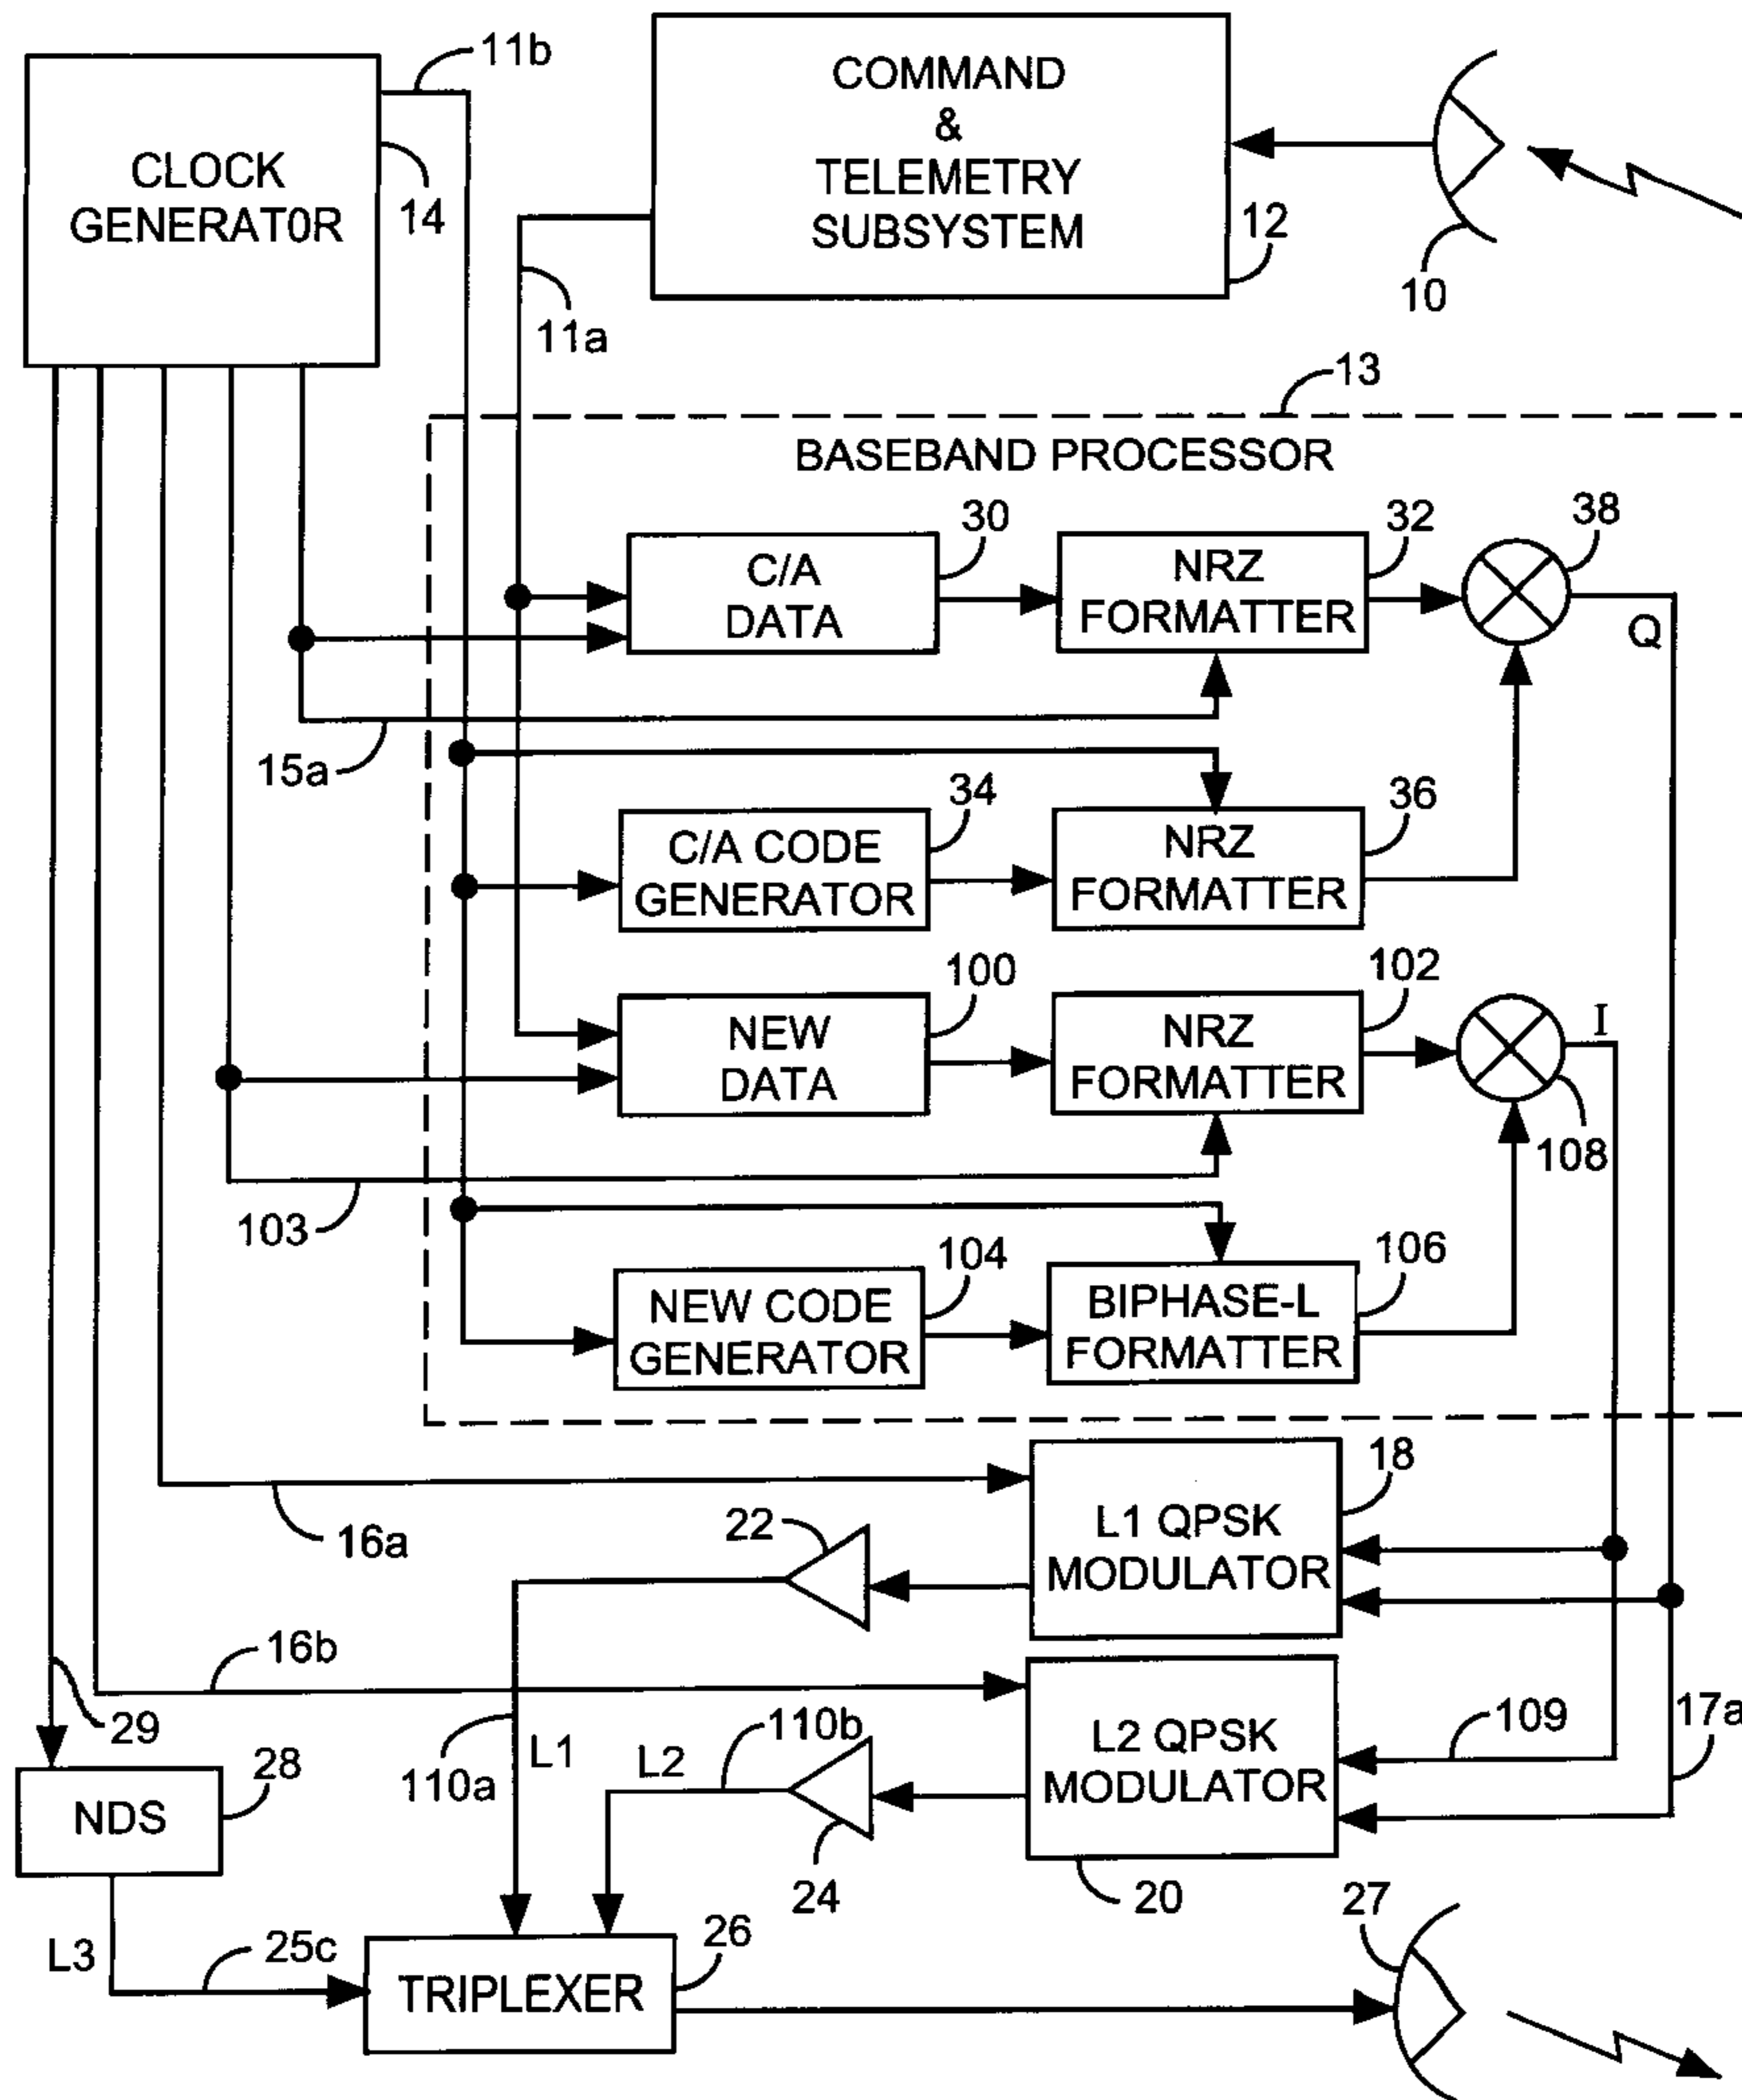 11b
CLOCK
GENERATOR
14
COMMAND
&
TELEMETRY
SUBSYSTEM
12
10
11a
13
BASEBAND PROCESSOR
C/A
DATA
30
NRZ
FORMATTER
32
38
Q
15a
C/A CODE
GENERATOR
34
NRZ
FORMATTER
36
NEW
DATA
100
NRZ
FORMATTER
102
I
108
103
NEW CODE
GENERATOR
104
BIPHASE-L
FORMATTER
106
16a
22
L1 QPSK
MODULATOR
18
16b
29
110a
L1
L2
110b
24
L2 QPSK
MODULATOR
20
109
17a
NDS
28
L3
25c
TRIPLEXER
26
27